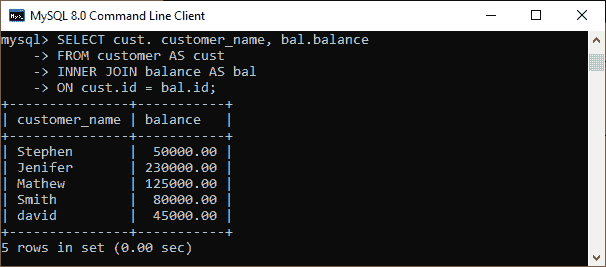 MySQL 8.0 Command Line Client
mysql> SELECT cust. customer_name, bal.balance
    -> FROM customer AS cust
    -> INNER JOIN balance AS bal
    -> ON cust.id = bal.id;
+---------------+-----------+
| customer_name | balance   |
+---------------+-----------+
| Stephen       |  50000.00 |
| Jenifer       | 230000.00 |
| Mathew        | 125000.00 |
| Smith         |  80000.00 |
| david         |  45000.00 |
+---------------+-----------+
5 rows in set (0.00 sec)